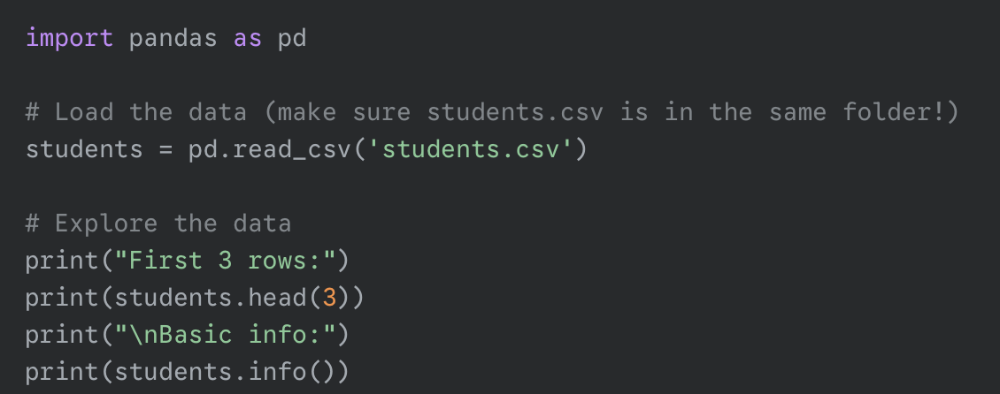 import pandas as pd
# Load the data (make sure students.csv is in the same folder!)
students = pd.read_csv('students.csv')
# Explore the data
print("First 3 rows:")
print(students.head(3))
print("\nBasic info:")
print(students.info())